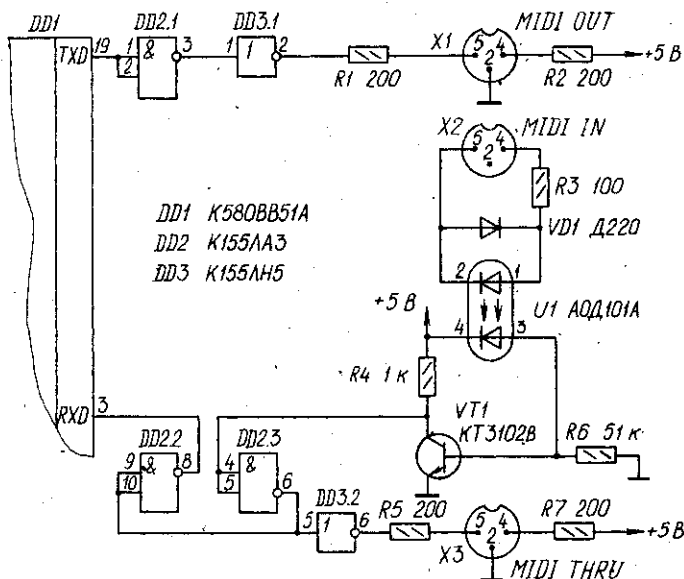 DD1
TXD
19
DD2.1
1
2
&
3
DD3.1
1
1
2
R1 200
X1
MIDI OUT
5 4
2
R2 200
+5 В
X2
MIDI IN
5 4
2
R3 100
DD1 К580ВВ51А
DD2 К155ЛА3
DD3 К155ЛН5
VD1 Д220
2 1
U1 АОД101А
+5 В
4 3
R4 1 к
VT1
КТ3102В
R6 51 к
RXD
3
DD2.2
9
10
&
8
DD2.3
4
5
&
6
DD3.2
5
1
6
R5 200
X3
5 4
2
R7 200
+5 В
MIDI THRU